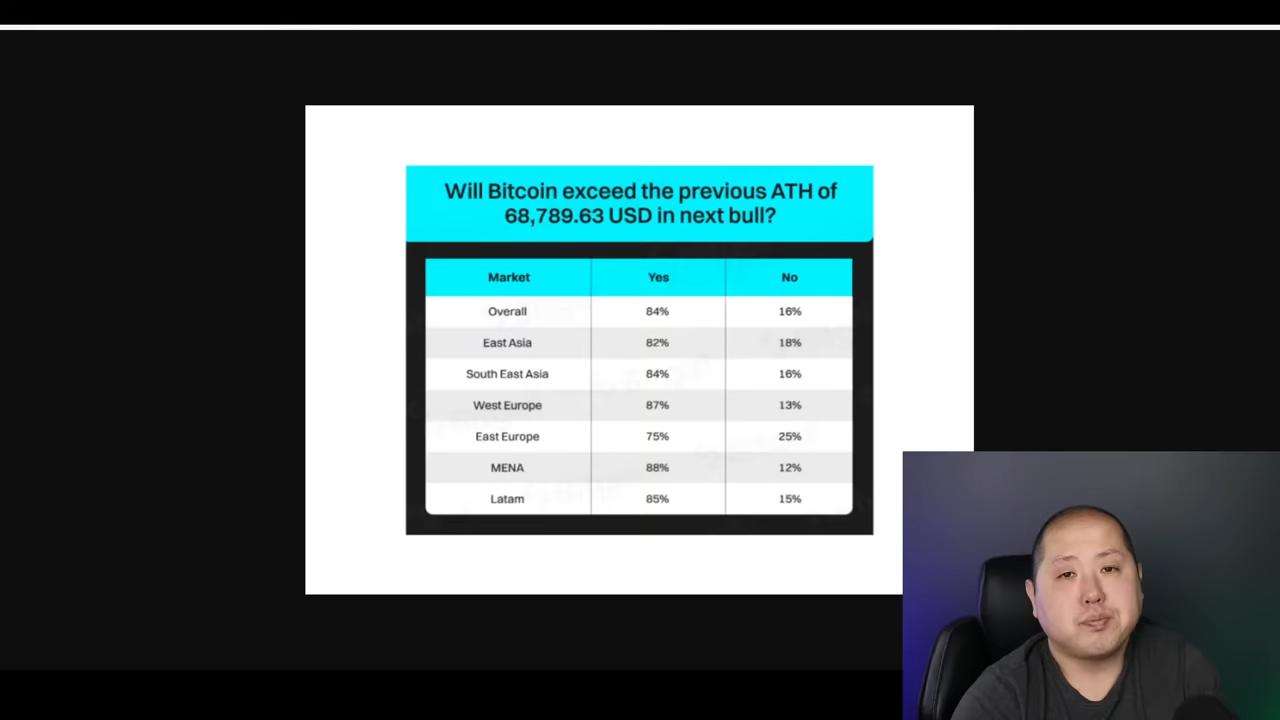 Will Bitcoin exceed the previous ATH of
68,789.63 USD in next bull?
Market Yes No
Overall 84% 16%
East Asia 82% 18%
South East Asia 84% 16%
West Europe 87% 13%
East Europe 75% 25%
MENA 88% 12%
Latam 85% 15%